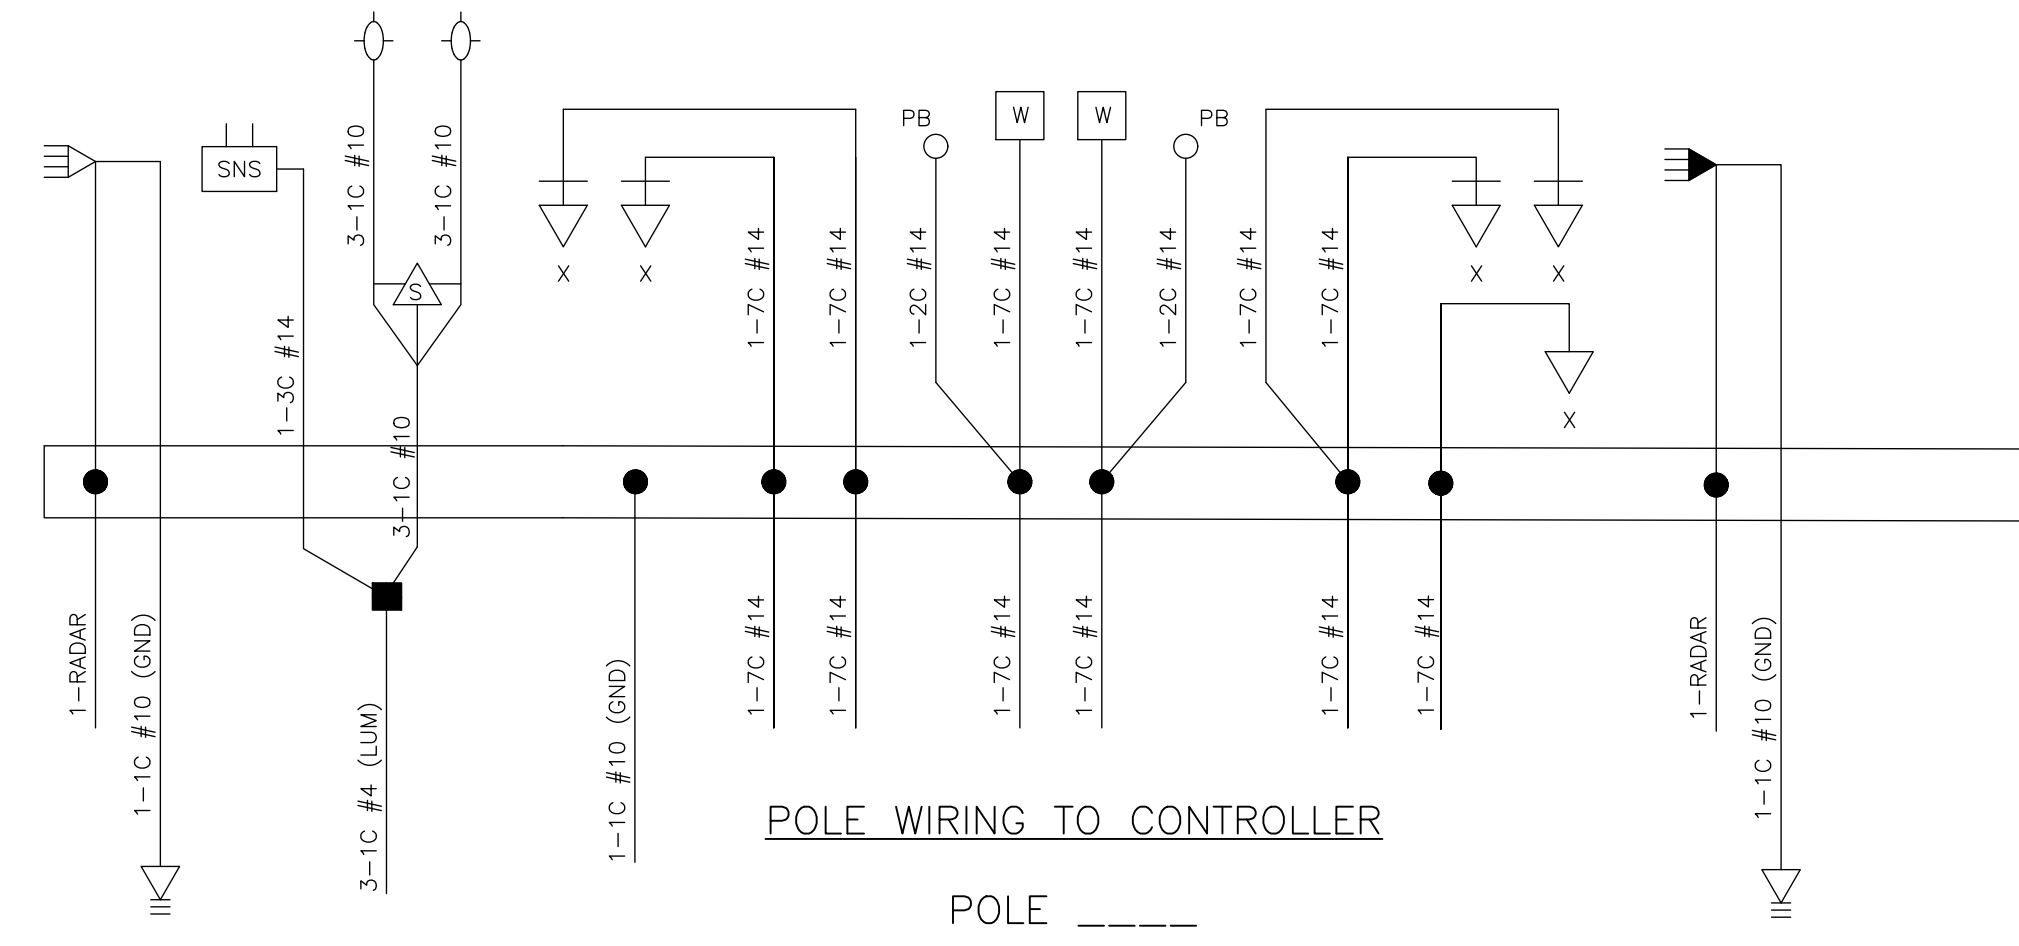 3-1C #10
3-1C #10
PB
W
W
PB
SNS
1-7C #14
1-7C #14
1-2C #14
1-7C #14
1-7C #14
1-2C #14
1-7C #14
1-7C #14
X
X
X
X
S
1-3C #14
X
3-1C #10
1-RADAR
1-1C #10 (GND)
3-1C #4 (LUM)
1-1C #10 (GND)
1-7C #14
1-7C #14
1-7C #14
1-7C #14
1-7C #14
1-7C #14
1-RADAR
1-1C #10 (GND)
POLE WIRING TO CONTROLLER
POLE ____